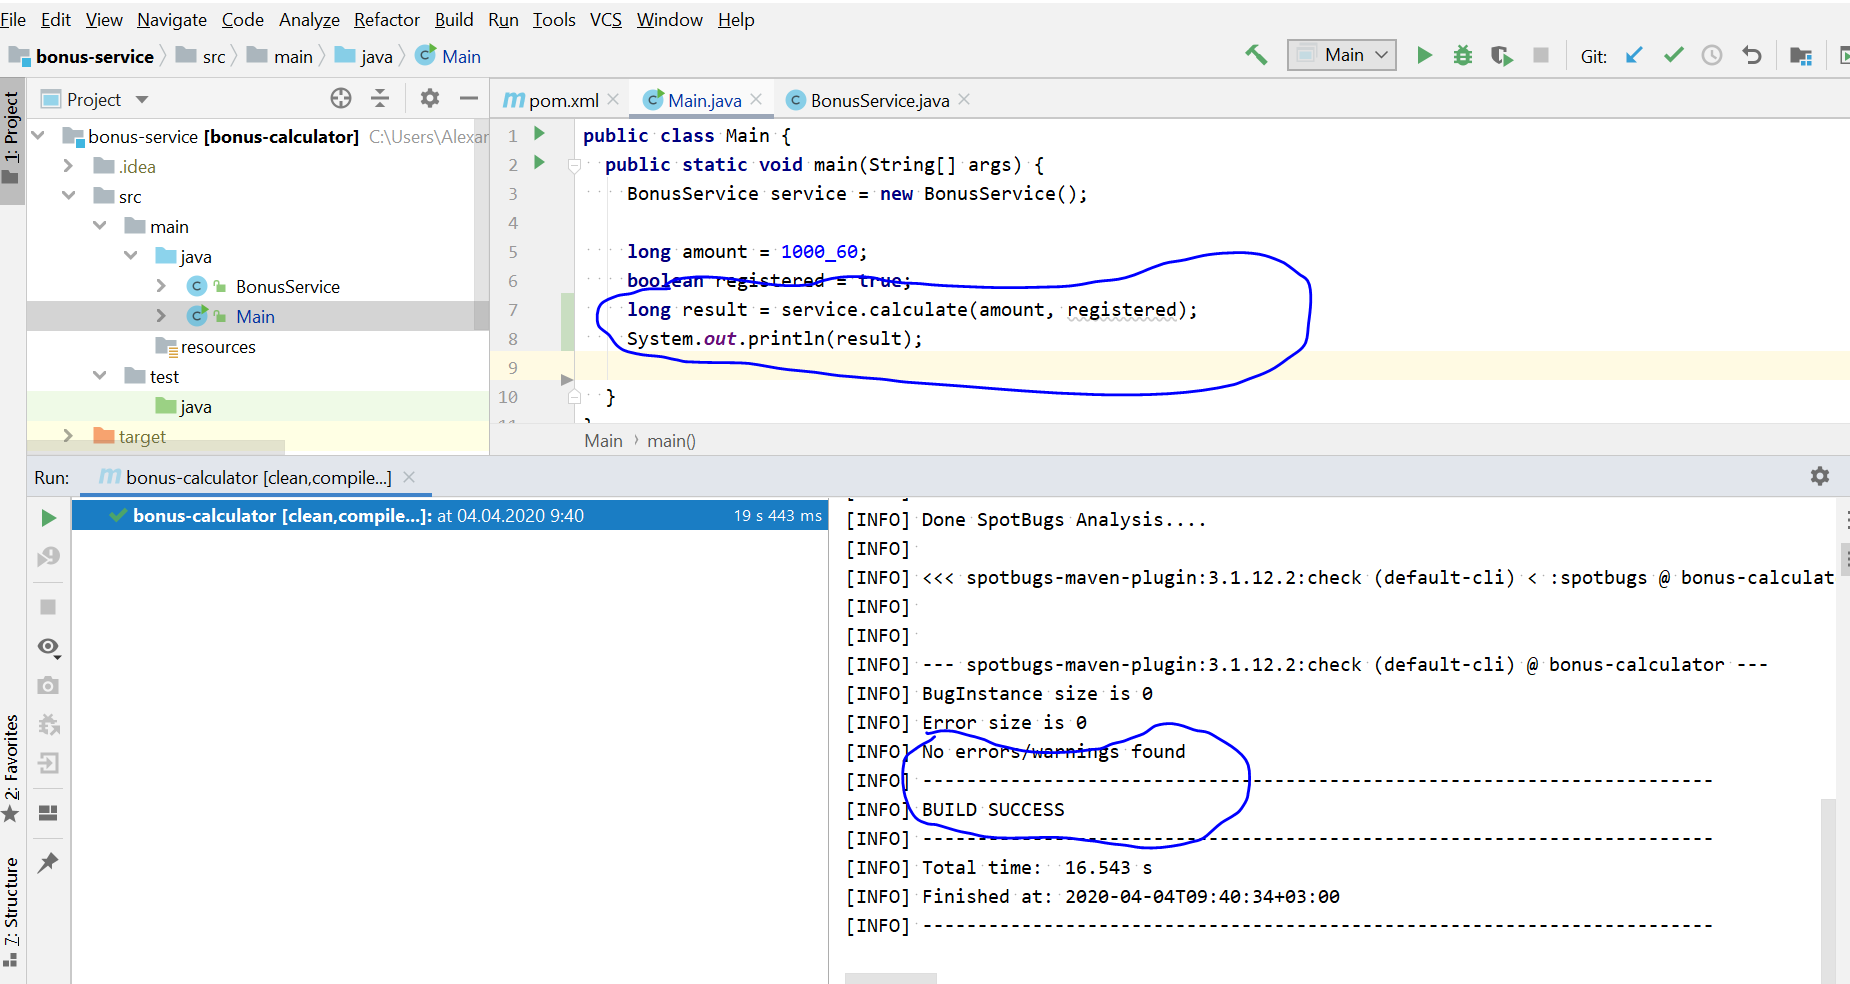 File Edit View Navigate Code Analyze Refactor Build Run Tools VCS Window Help
bonus-service src main java Main
Main Git:
Project
pom.xml Main.java BonusService.java
1: Project
bonus-service [bonus-calculator] C:\Users\Alexar
.idea
src
main
java
BonusService
Main
resources
test
java
target
1 public class Main {
2 public static void main(String[] args) {
3 BonusService service = new BonusService();
4
5 long amount = 1000_60;
6 boolean registered = true;
7 long result = service.calculate(amount, registered);
8 System.out.println(result);
9
10 }
Main › main()
Run: bonus-calculator [clean,compile...]
bonus-calculator [clean,compile...]: at 04.04.2020 9:40 19 s 443 ms
2: Favorites
7: Structure
[INFO] Done SpotBugs Analysis....
[INFO]
[INFO] <<< spotbugs-maven-plugin:3.1.12.2:check (default-cli) < :spotbugs @ bonus-calculat
[INFO]
[INFO]
[INFO] --- spotbugs-maven-plugin:3.1.12.2:check (default-cli) @ bonus-calculator ---
[INFO] BugInstance size is 0
[INFO] Error size is 0
[INFO] No errors/warnings found
[INFO] ------------------------------------------------------------------------
[INFO] BUILD SUCCESS
[INFO] ------------------------------------------------------------------------
[INFO] Total time: 16.543 s
[INFO] Finished at: 2020-04-04T09:40:34+03:00
[INFO] ------------------------------------------------------------------------